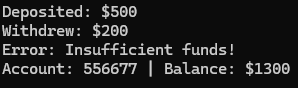 Deposited: $500
Withdrew: $200
Error: Insufficient funds!
Account: 556677 | Balance: $1300